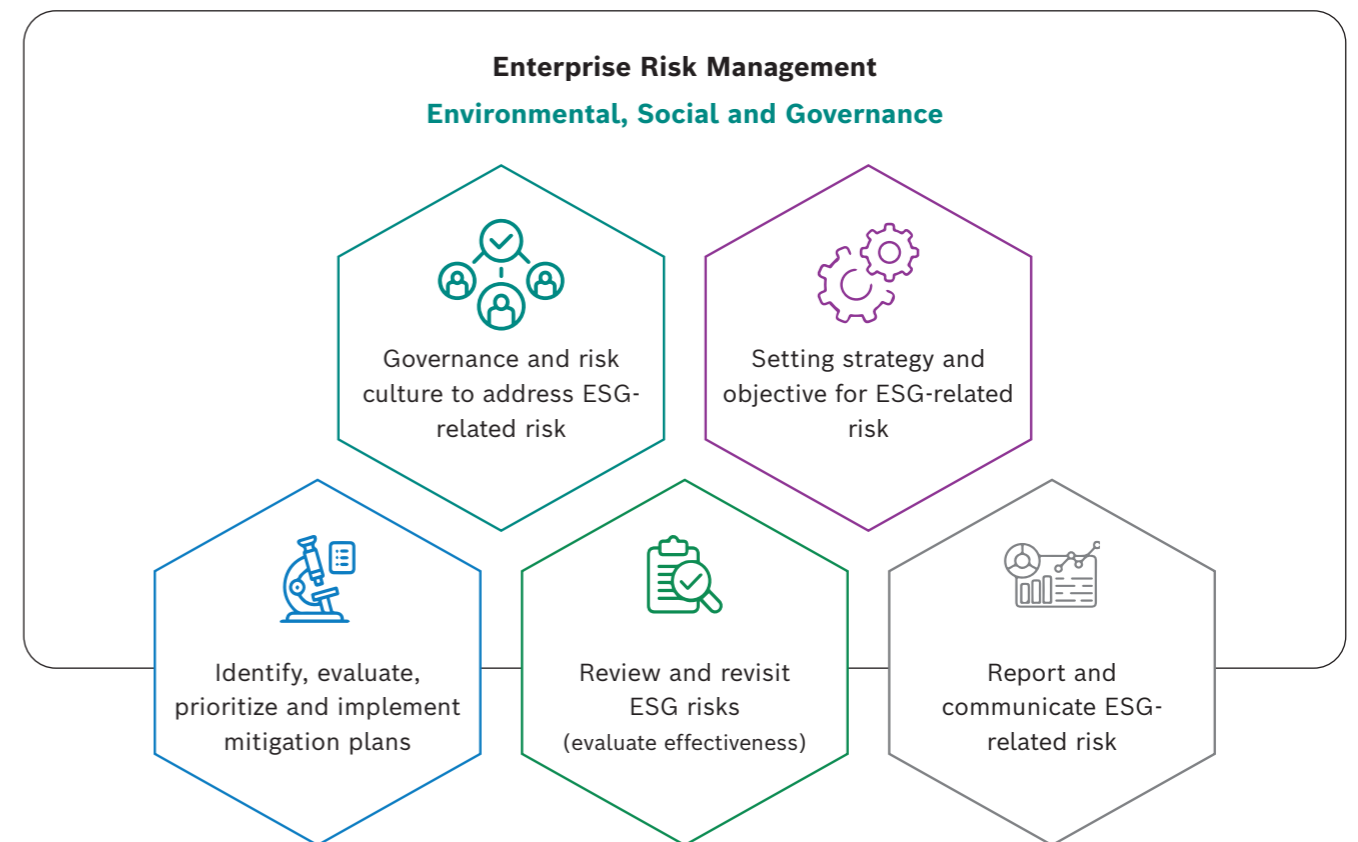 Enterprise Risk Management
Environmental, Social and Governance
Governance and risk
culture to address ESG-
related risk
Setting strategy and
objective for ESG-related
risk
Identify, evaluate,
prioritize and implement
mitigation plans
Review and revisit
ESG risks
(evaluate effectiveness)
Report and
communicate ESG-
related risk